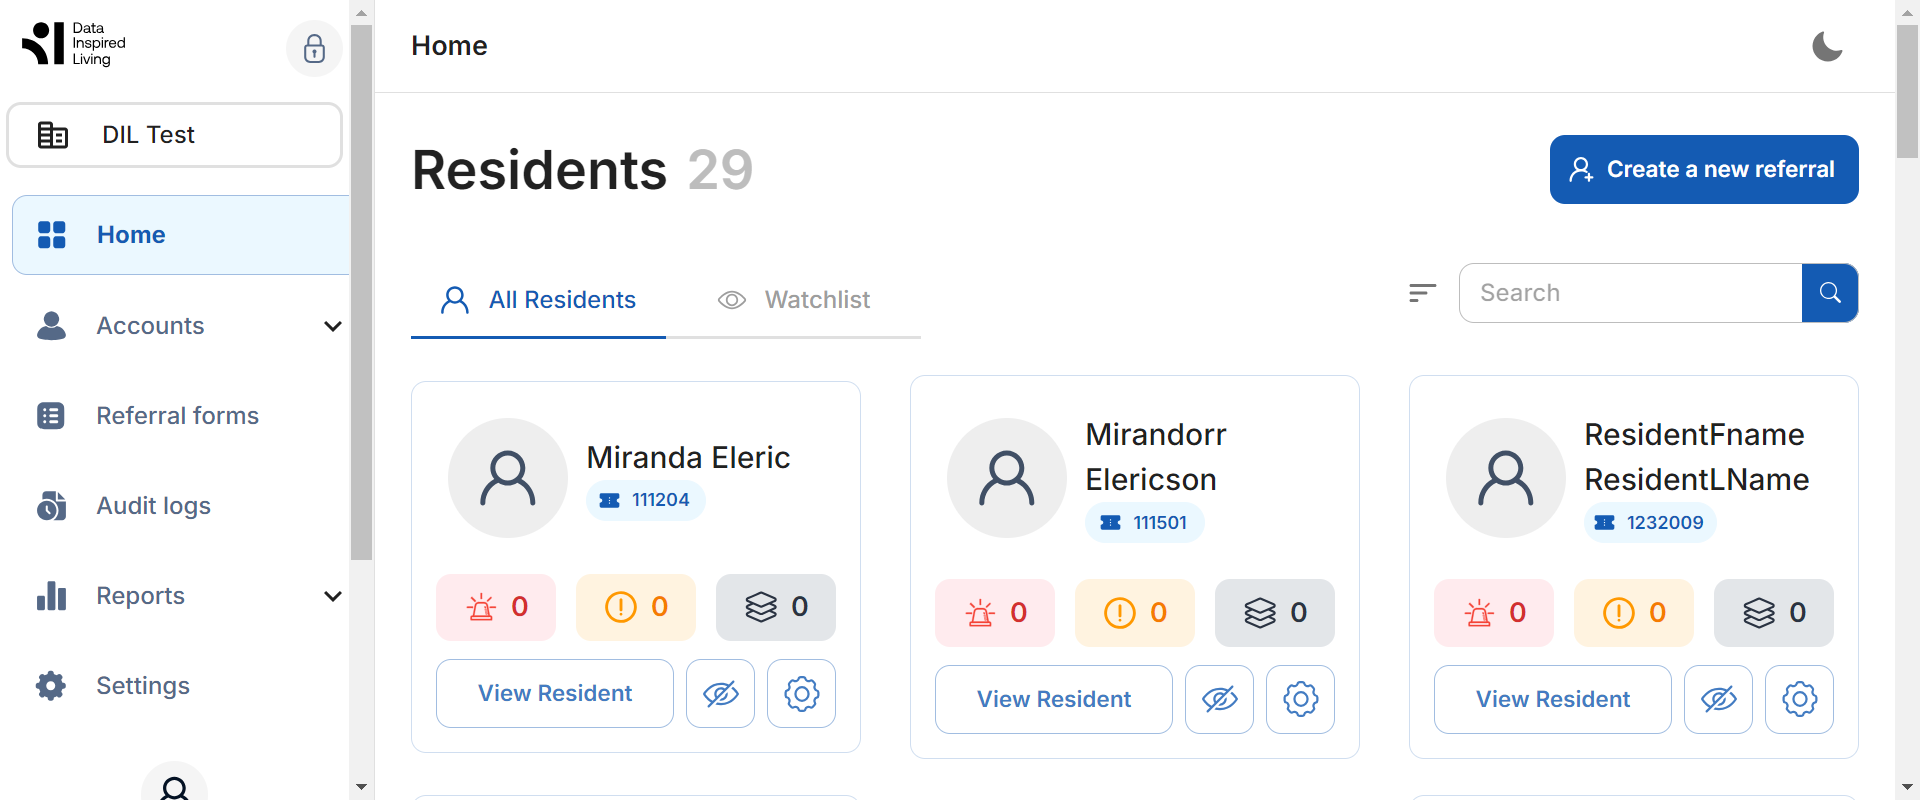 Data
Inspired
Living
DIL Test
Home
Accounts
Referral forms
Audit logs
Reports
Settings
Home
Residents 29
Create a new referral
All Residents
Watchlist
Search
Miranda Eleric
111204
0 0 0
View Resident
Mirandorr
Elericson
111501
0 0 0
View Resident
ResidentFname
ResidentLName
1232009
0 0 0
View Resident